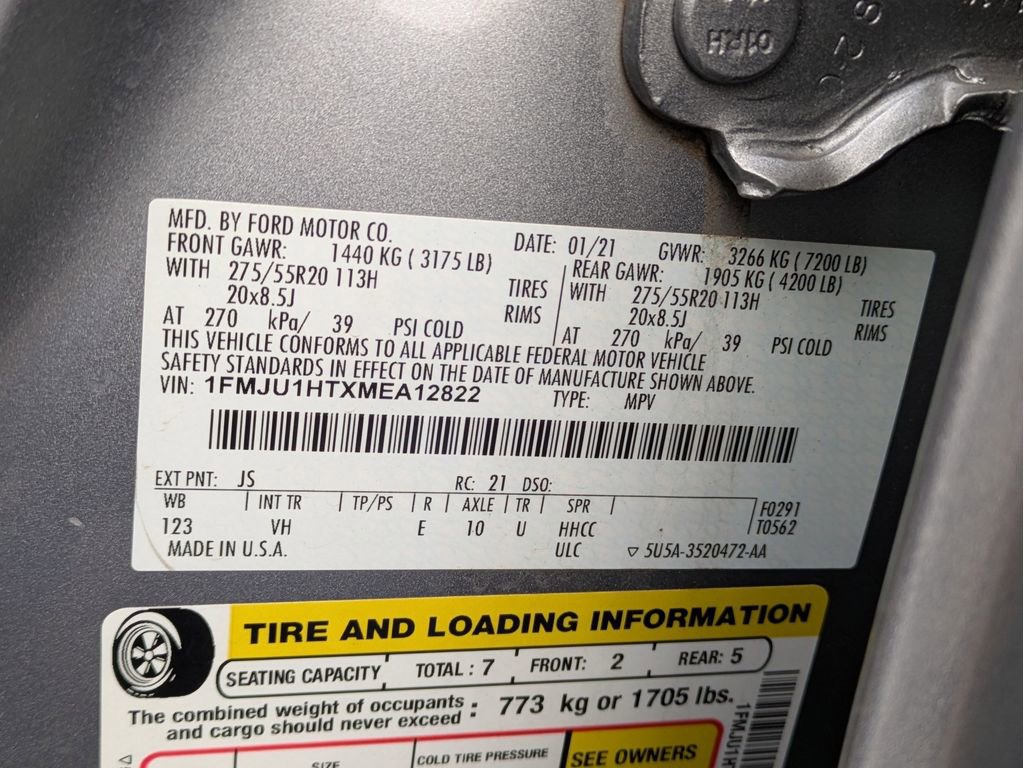 01RH
82C
MFD. BY FORD MOTOR CO. DATE: 01/21 GVWR: 3266 KG ( 7200 LB)
FRONT GAWR: 1440 KG ( 3175 LB) REAR GAWR: 1905 KG ( 4200 LB)
WITH 275/55R20 113H TIRES WITH 275/55R20 113H TIRES
20x8.5J RIMS 20x8.5J RIMS
AT 270 kPa/ 39 PSI COLD AT 270 kPa/ 39 PSI COLD
THIS VEHICLE CONFORMS TO ALL APPLICABLE FEDERAL MOTOR VEHICLE
SAFETY STANDARDS IN EFFECT ON THE DATE OF MANUFACTURE SHOWN ABOVE.
VIN: 1FMJU1HTXMEA12822 TYPE: MPV
EXT PNT: JS RC: 21 DSO:
WB INT TR TP/PS R AXLE TR SPR F0291
123 VH E 10 U HHCC T0562
MADE IN U.S.A. ULC ▽ 5U5A-3520472-AA
TIRE AND LOADING INFORMATION
SEATING CAPACITY TOTAL : 7 FRONT: 2 REAR: 5
The combined weight of occupants
and cargo should never exceed : 773 kg or 1705 lbs.
SIZE COLD TIRE PRESSURE SEE OWNERS
1FMJU1H